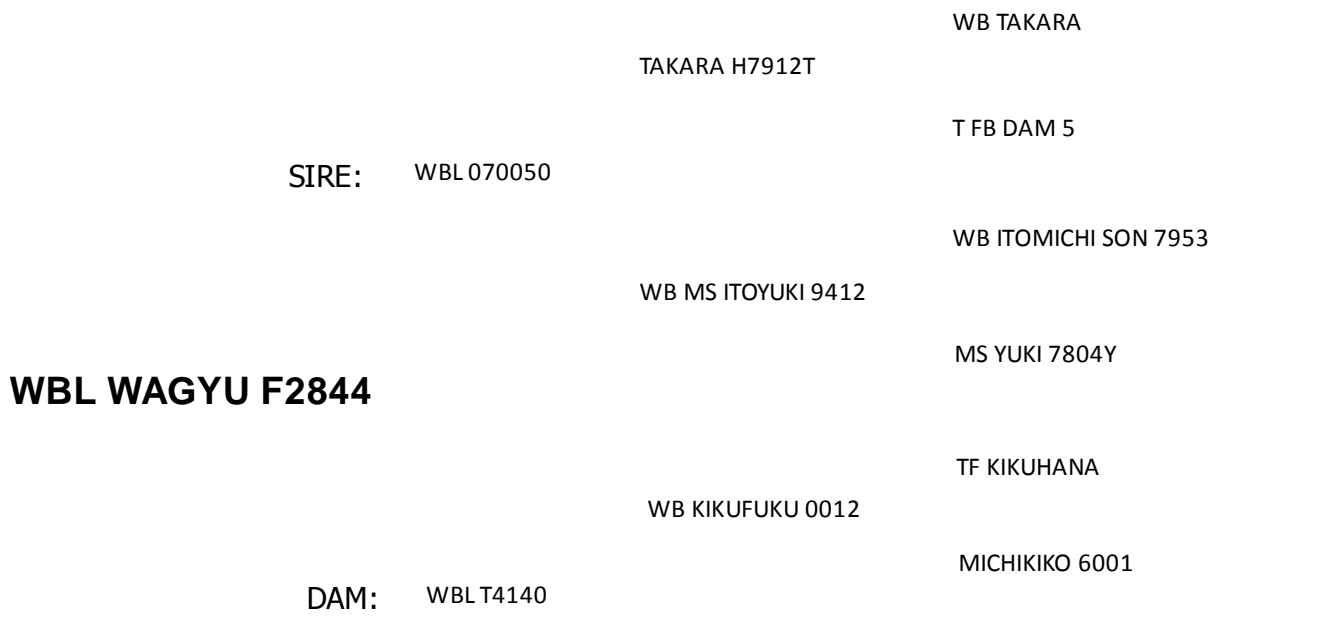 WB TAKARA
TAKARA H7912T
T FB DAM 5
SIRE: WBL 070050
WB ITOMICHI SON 7953
WB MS ITOYUKI 9412
MS YUKI 7804Y
WBL WAGYU F2844
TF KIKUHANA
WB KIKUFUKU 0012
MICHIKIKO 6001
DAM: WBL T4140